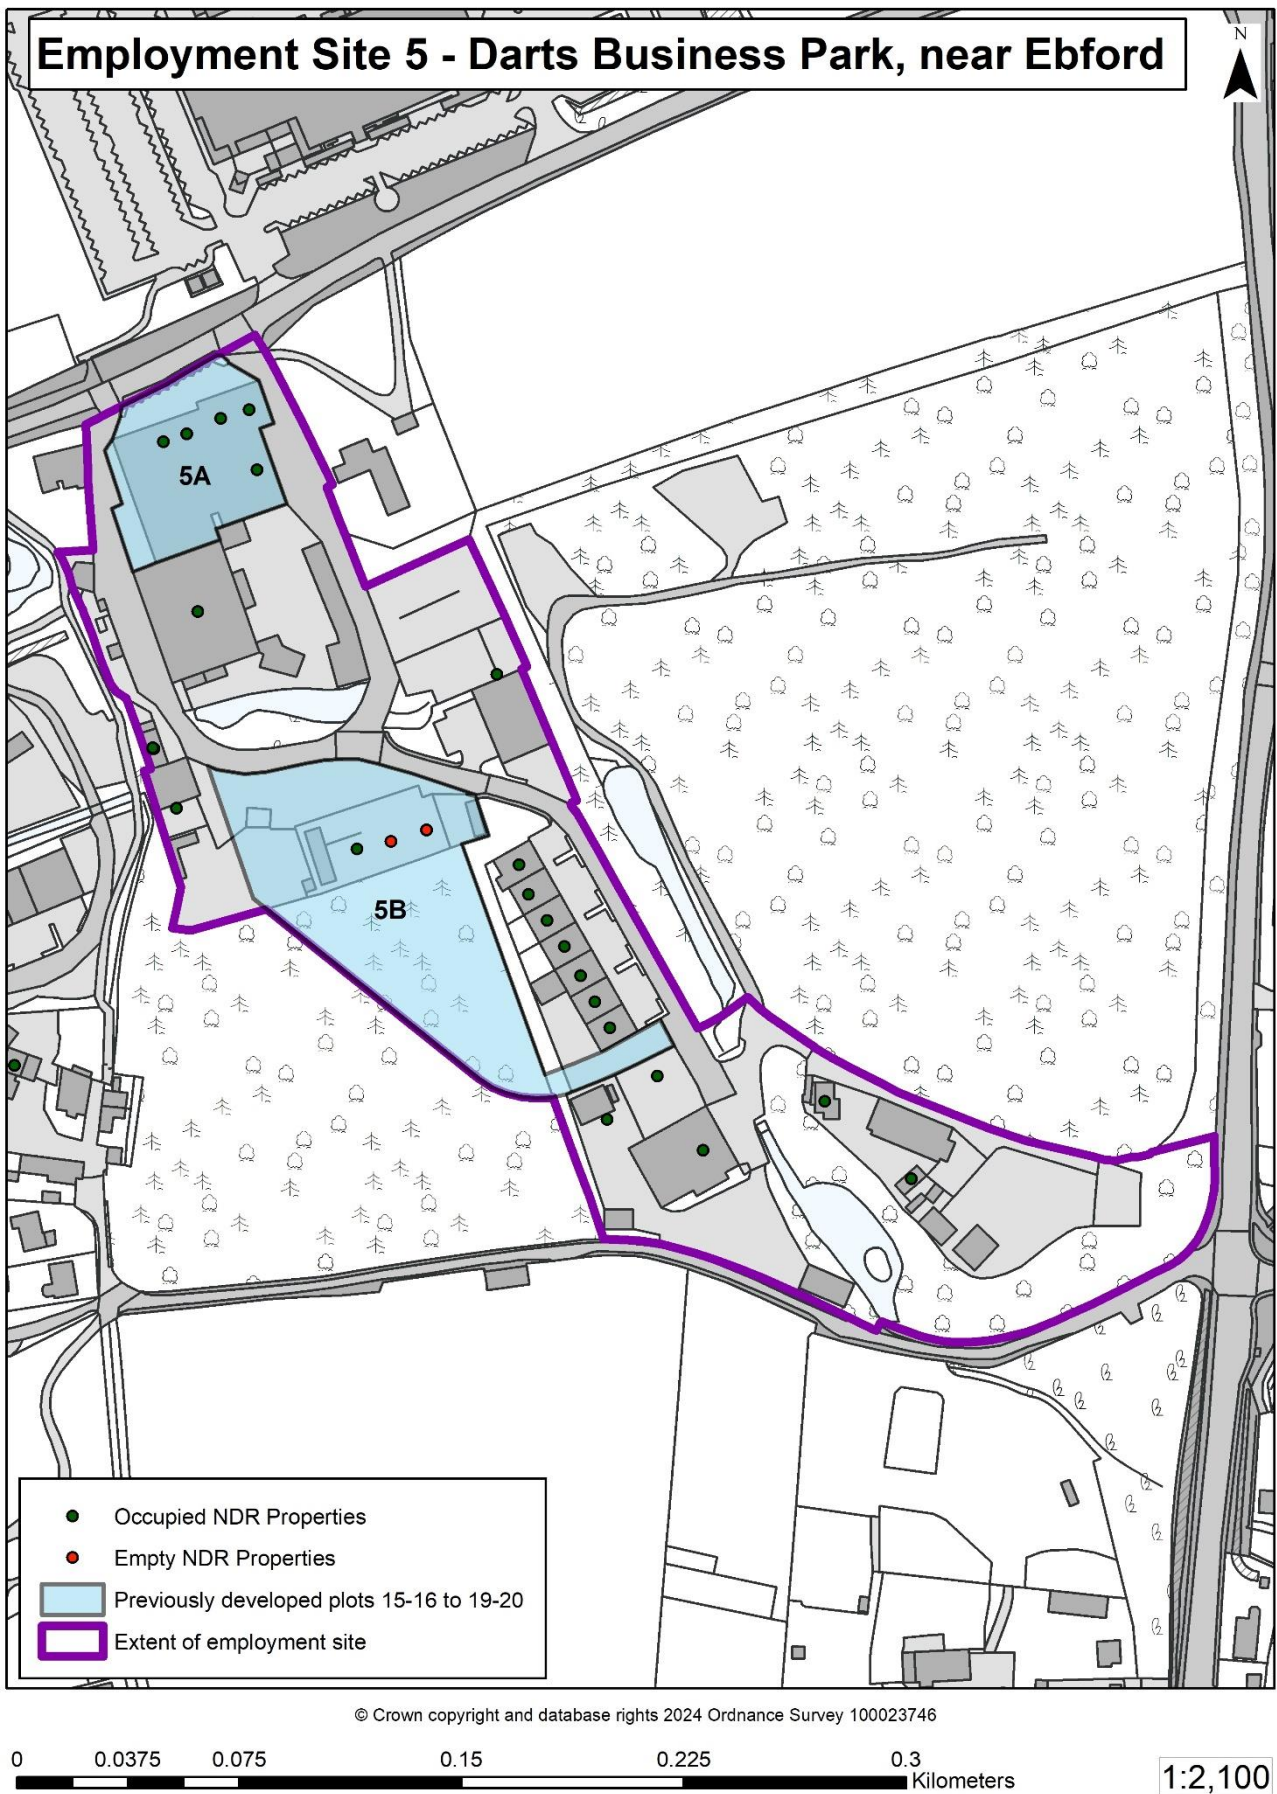 Employment Site 5 - Darts Business Park, near Ebford
N
5A
5B
Occupied NDR Properties
Empty NDR Properties
Previously developed plots 15-16 to 19-20
Extent of employment site
© Crown copyright and database rights 2024 Ordnance Survey 100023746
0 0.0375 0.075 0.15 0.225 0.3
Kilometers
1:2,100